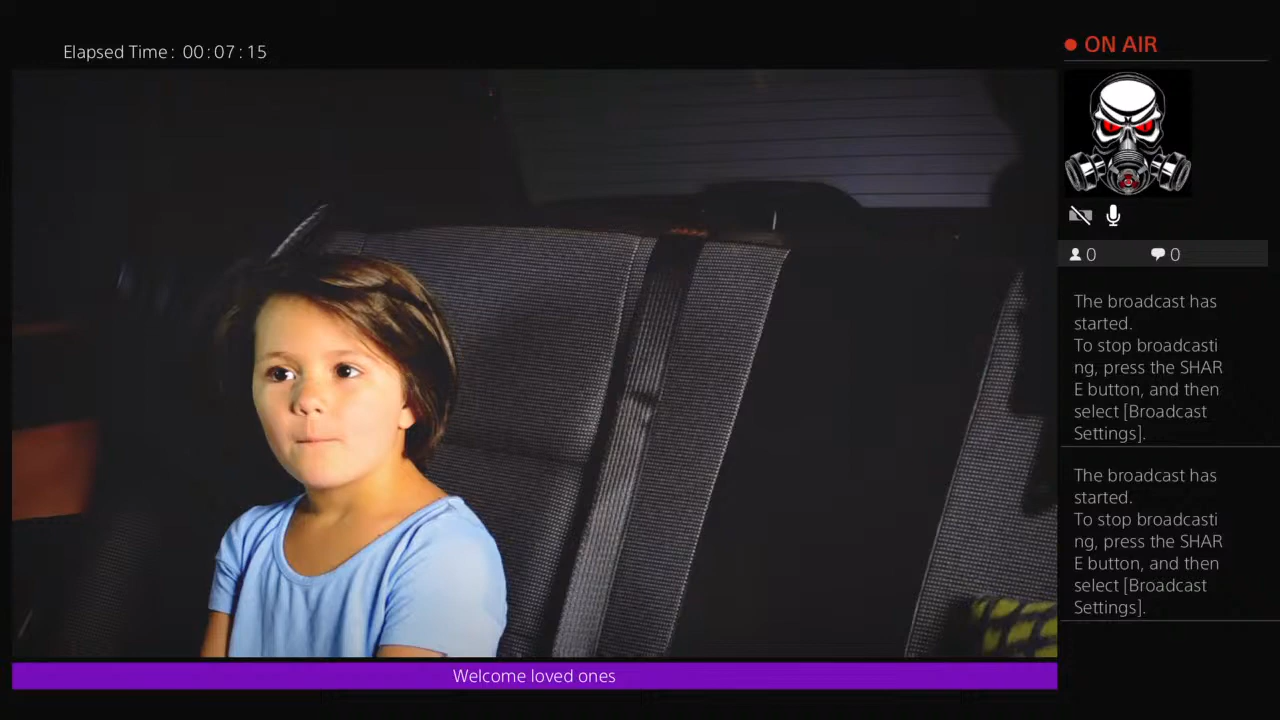 Elapsed Time: 00:07:15
ON AIR
0
0
The broadcast has
started.
To stop broadcasti
ng, press the SHAR
E button, and then
select [Broadcast
Settings].
The broadcast has
started.
To stop broadcasti
ng, press the SHAR
E button, and then
select [Broadcast
Settings].
Welcome loved ones